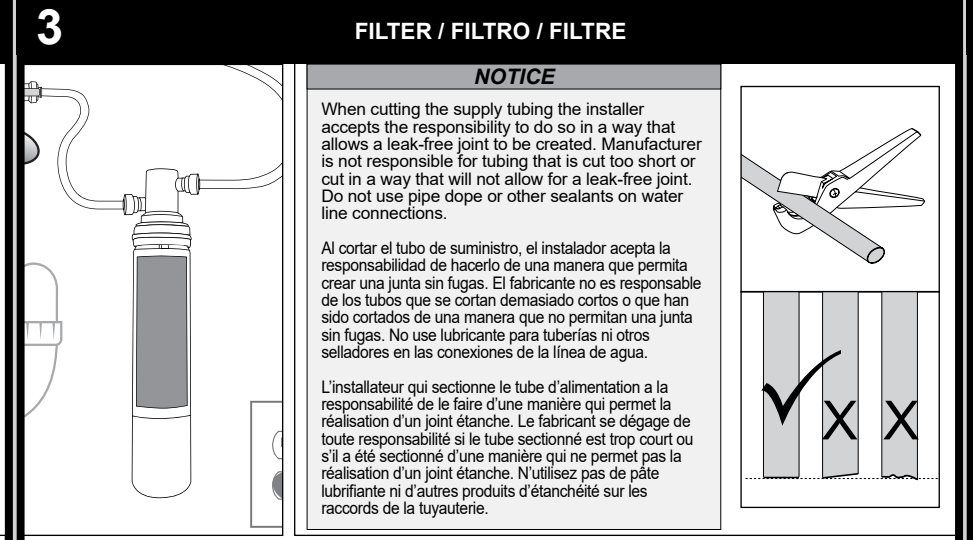 3
FILTER / FILTRO / FILTRE
NOTICE
When cutting the supply tubing the installer
accepts the responsibility to do so in a way that
allows a leak-free joint to be created. Manufacturer
is not responsible for tubing that is cut too short or
cut in a way that will not allow for a leak-free joint.
Do not use pipe dope or other sealants on water
line connections.
Al cortar el tubo de suministro, el instalador acepta la
responsabilidad de hacerlo de una manera que permita
crear una junta sin fugas. El fabricante no es responsable
de los tubos que se cortan demasiado cortos o que han
sido cortados de una manera que no permitan una junta
sin fugas. No use lubricante para tuberías ni otros
selladores en las conexiones de la línea de agua.
L’installateur qui sectionne le tube d’alimentation a la
responsabilité de le faire d’une manière qui permet la
réalisation d’un joint étanche. Le fabricant se dégage de
toute responsabilité si le tube sectionné est trop court ou
s’il a été sectionné d’une manière qui ne permet pas la
réalisation d’un joint étanche. N’utilisez pas de pâte
lubrifiante ni d’autres produits d’étanchéité sur les
raccords de la tuyauterie.
X X